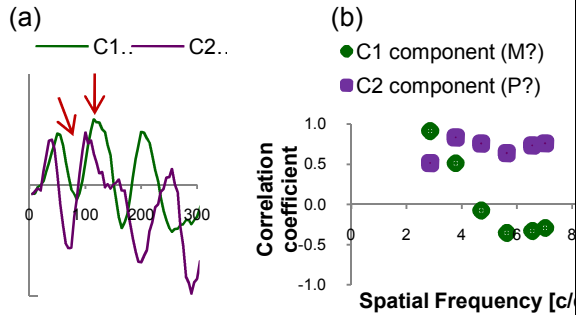 (a)
C1.. C2..
0 100 200 300
(b)
C1 component (M?)
C2 component (P?)
Correlation
coefficient
1.0
0.5
0.0
-0.5
-1.0
0 2 4 6 8
Spatial Frequency [c/